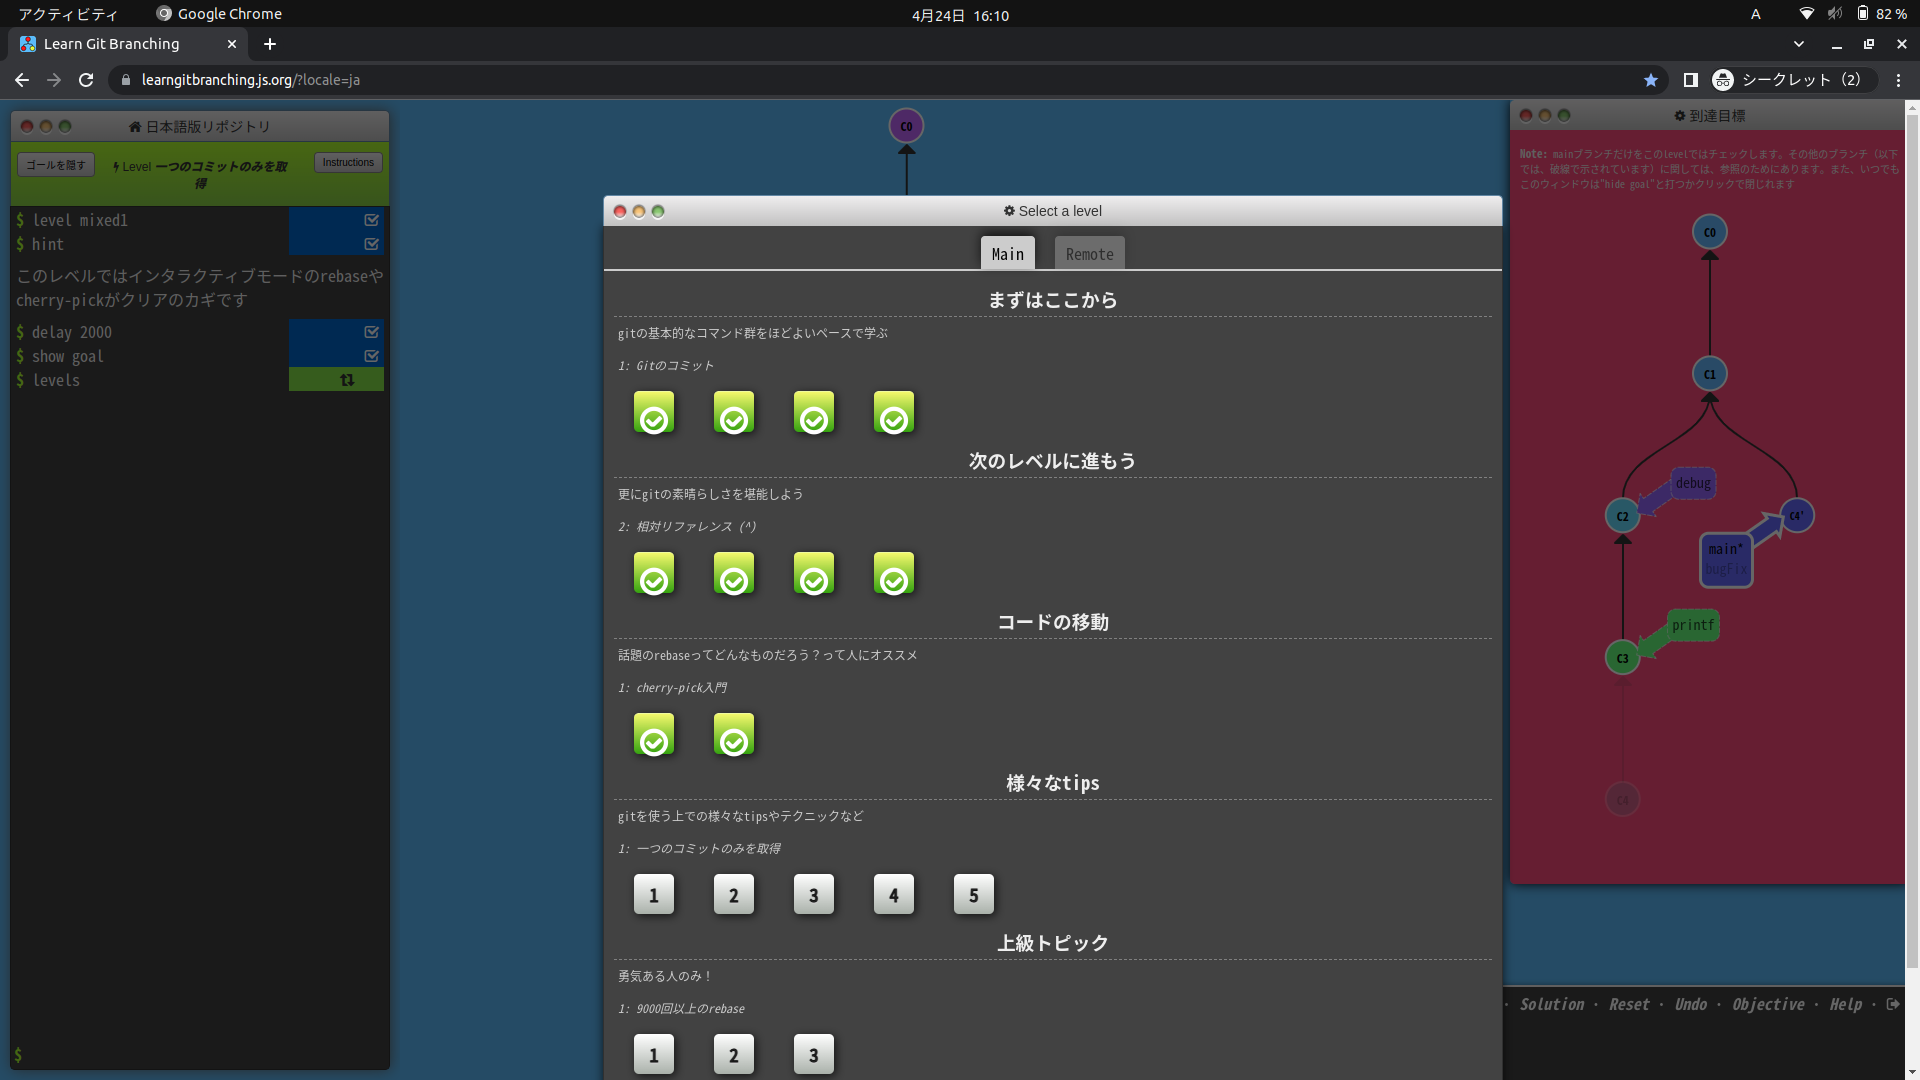 アクティビティ
Google Chrome
4月24日 16:10
A
82 %
Learn Git Branching
learngitbranching.js.org/?locale=ja
シークレット (2)
日本語版リポジトリ
ゴールを隠す
Level 一つのコミットのみを取
得
Instructions
$ level mixed1
$ hint
このレベルではインタラクティブモードのrebaseや
cherry-pickがクリアのカギです
$ delay 2000
$ show goal
$ levels
$
C0
Select a level
Main
Remote
まずはここから
gitの基本的なコマンド群をほどよいペースで学ぶ
1: Gitのコミット
次のレベルに進もう
更にgitの素晴らしさを堪能しよう
2: 相対リファレンス (^)
コードの移動
話題のrebaseってどんなものだろう？って人にオススメ
1: cherry-pick入門
様々なtips
gitを使う上での様々なtipsやテクニックなど
1: 一つのコミットのみを取得
1 2 3 4 5
上級トピック
勇気ある人のみ！
1: 9000回以上のrebase
1 2 3
到達目標
Note: mainブランチだけをこのlevelではチェックします。その他のブランチ（以下
では、破線で示されています）に関しては、参照のためにあります。また、いつでも
このウィンドウは"hide goal"と打つかクリックで閉じれます
C0
C1
debug
C2
C4'
main*
bugFix
printf
C3
C4
· Solution · Reset · Undo · Objective · Help ·